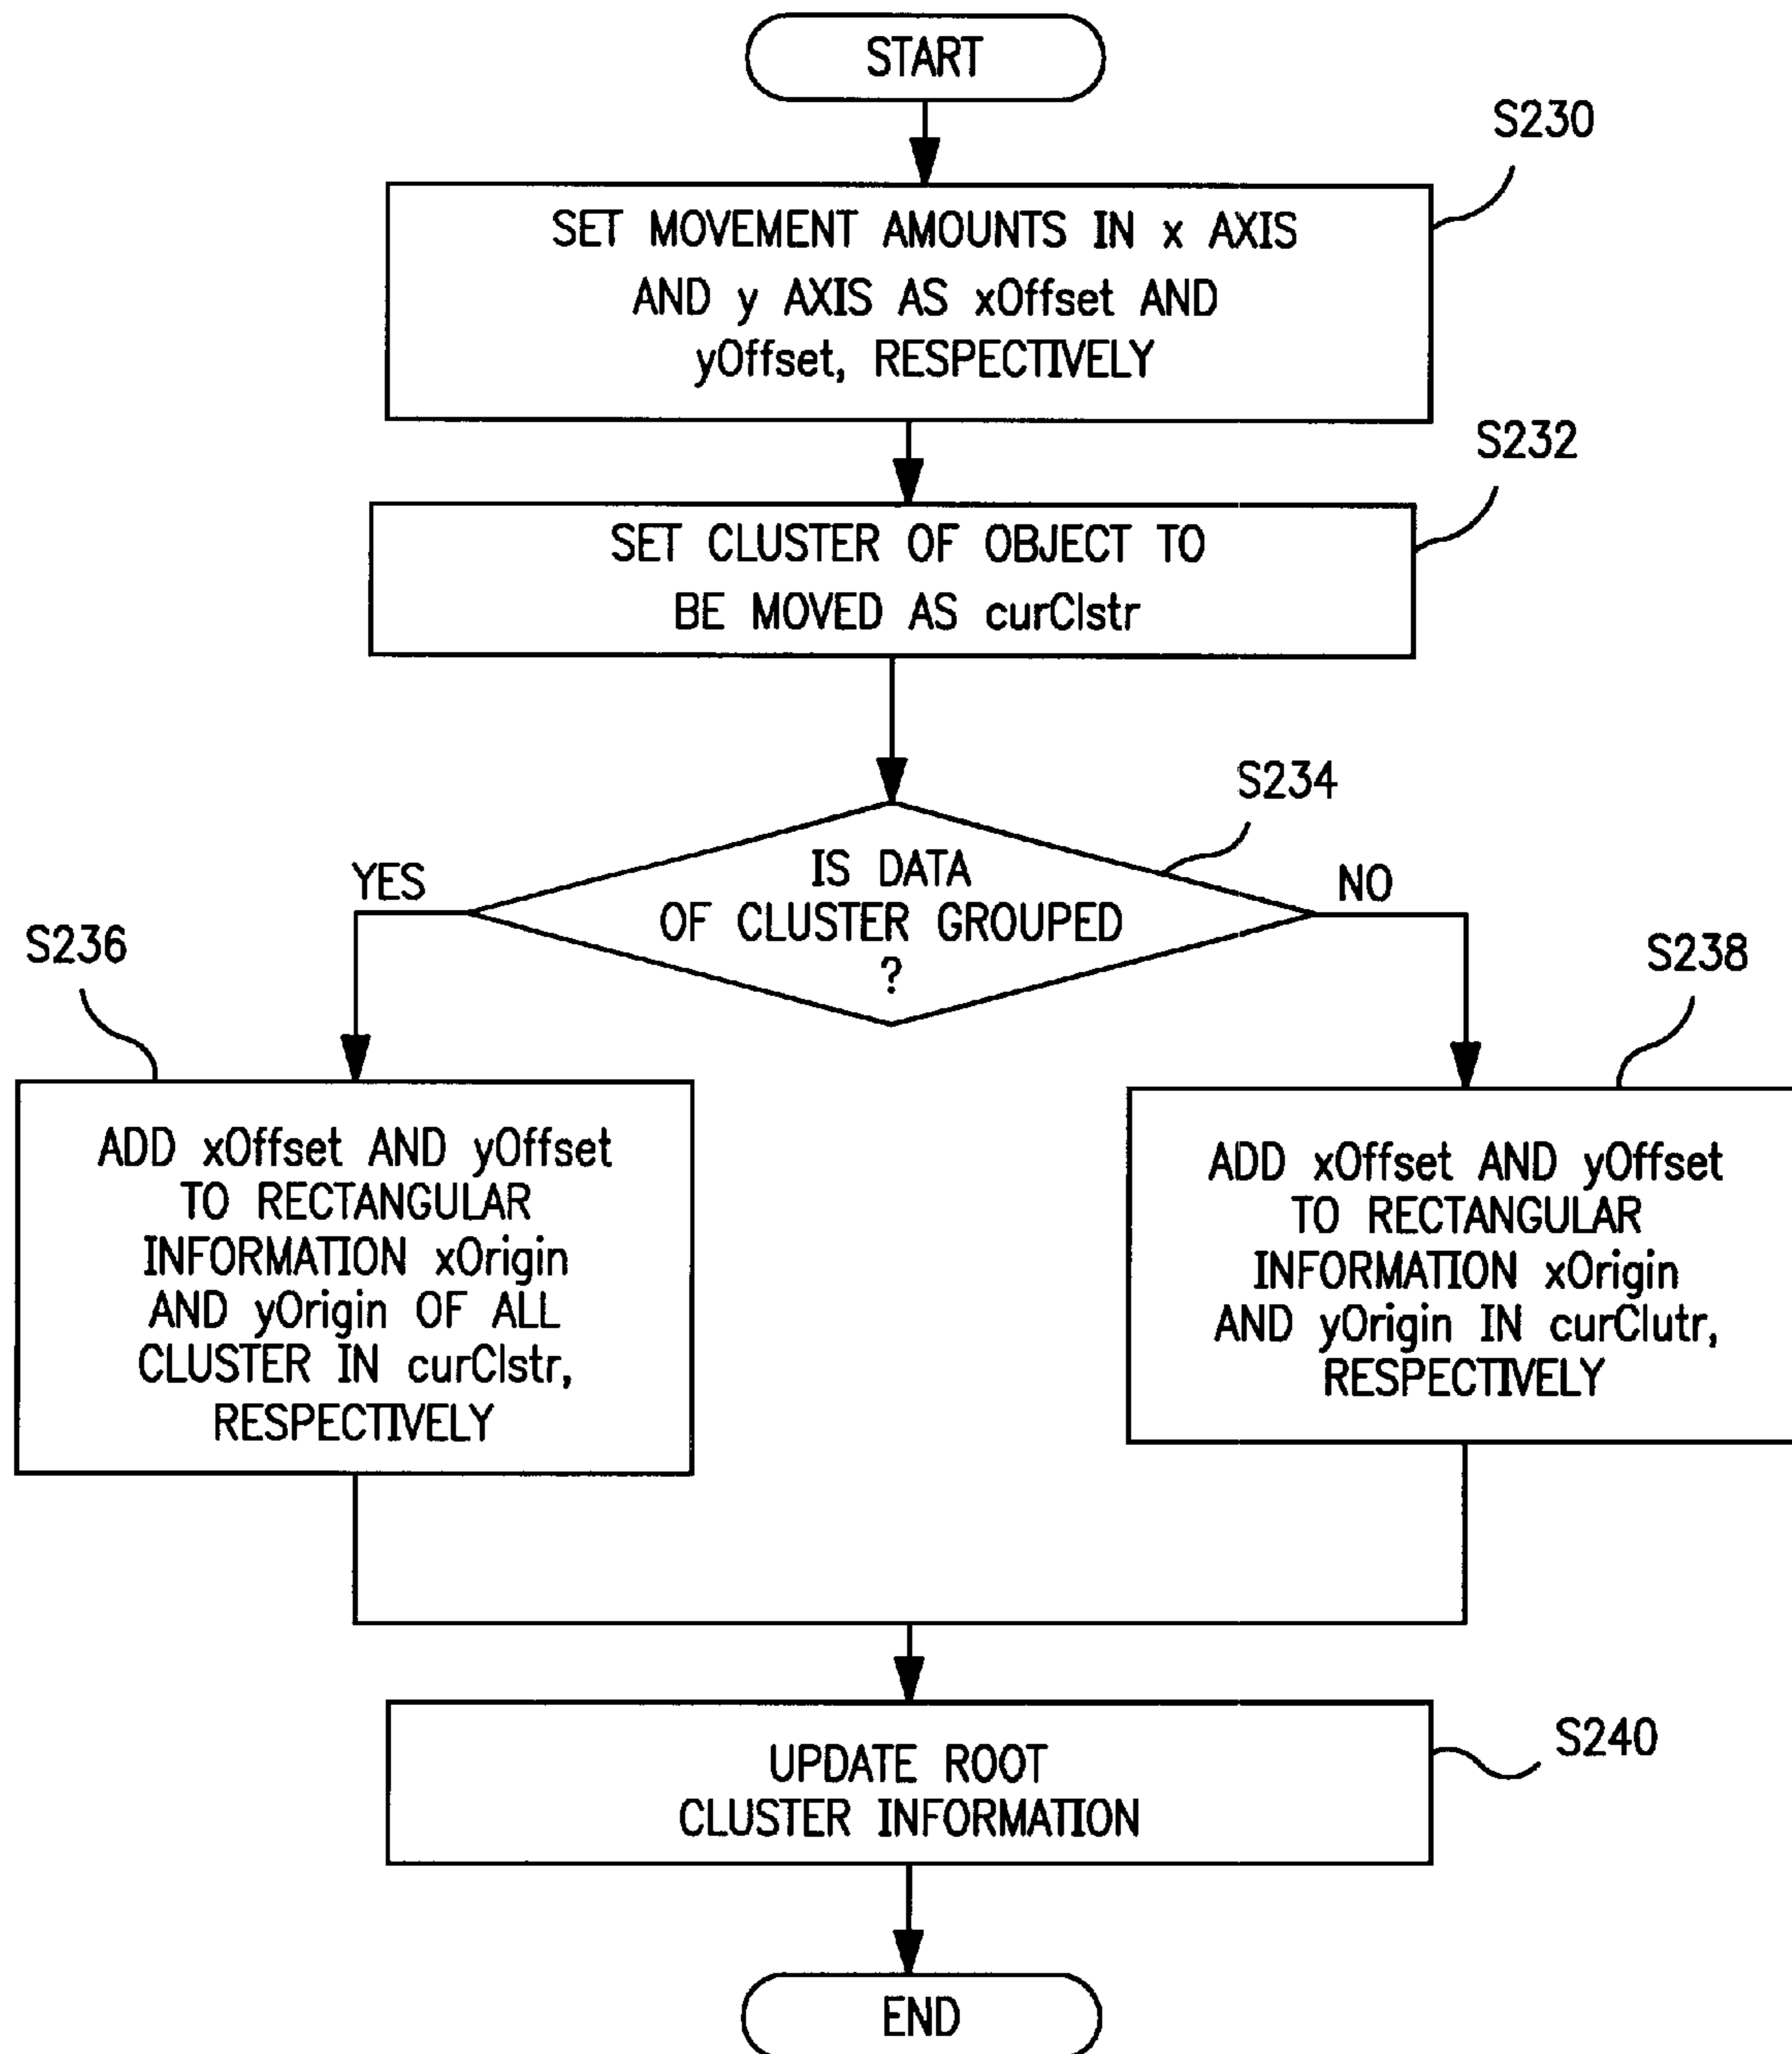 START
S230
SET MOVEMENT AMOUNTS IN x AXIS
AND y AXIS AS xOffset AND
yOffset, RESPECTIVELY
S232
SET CLUSTER OF OBJECT TO
BE MOVED AS curClstr
S234
IS DATA
OF CLUSTER GROUPED
?
YES
NO
S236
S238
ADD xOffset AND yOffset
TO RECTANGULAR
INFORMATION xOrigin
AND yOrigin OF ALL
CLUSTER IN curClstr,
RESPECTIVELY
ADD xOffset AND yOffset
TO RECTANGULAR
INFORMATION xOrigin
AND yOrigin IN curClutr,
RESPECTIVELY
UPDATE ROOT
CLUSTER INFORMATION
S240
END